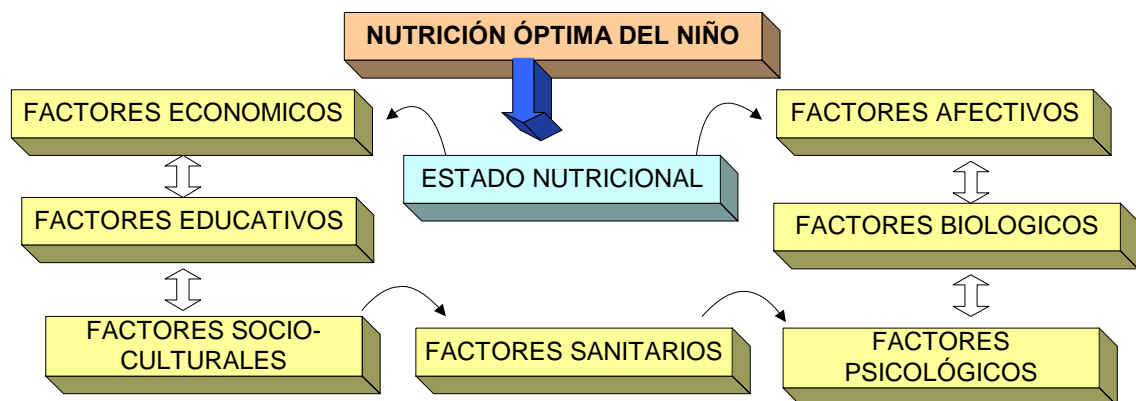 NUTRICIÓN ÓPTIMA DEL NIÑO
FACTORES ECONOMICOS
FACTORES AFECTIVOS
ESTADO NUTRICIONAL
FACTORES EDUCATIVOS
FACTORES BIOLOGICOS
FACTORES SOCIO-
CULTURALES
FACTORES SANITARIOS
FACTORES
PSICOLÓGICOS